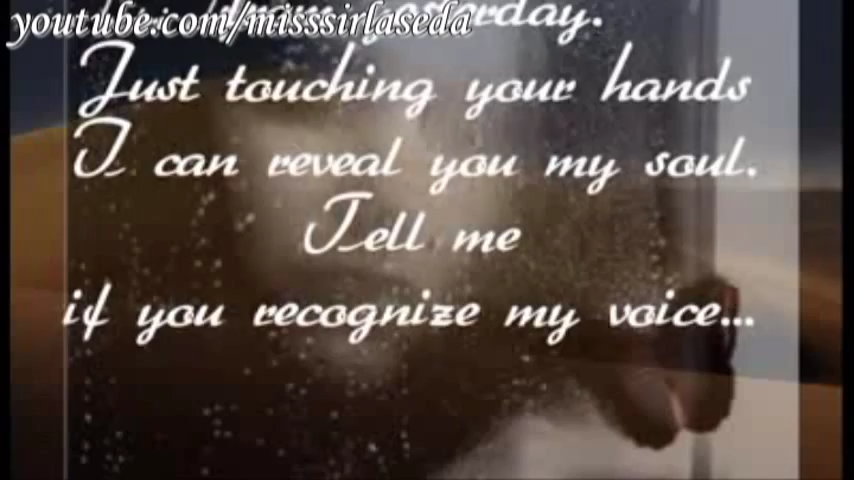 youtube.com/misssirlaseda
yesterday.
Just touching your hands
I can reveal you my soul.
Tell me
if you recognize my voice...